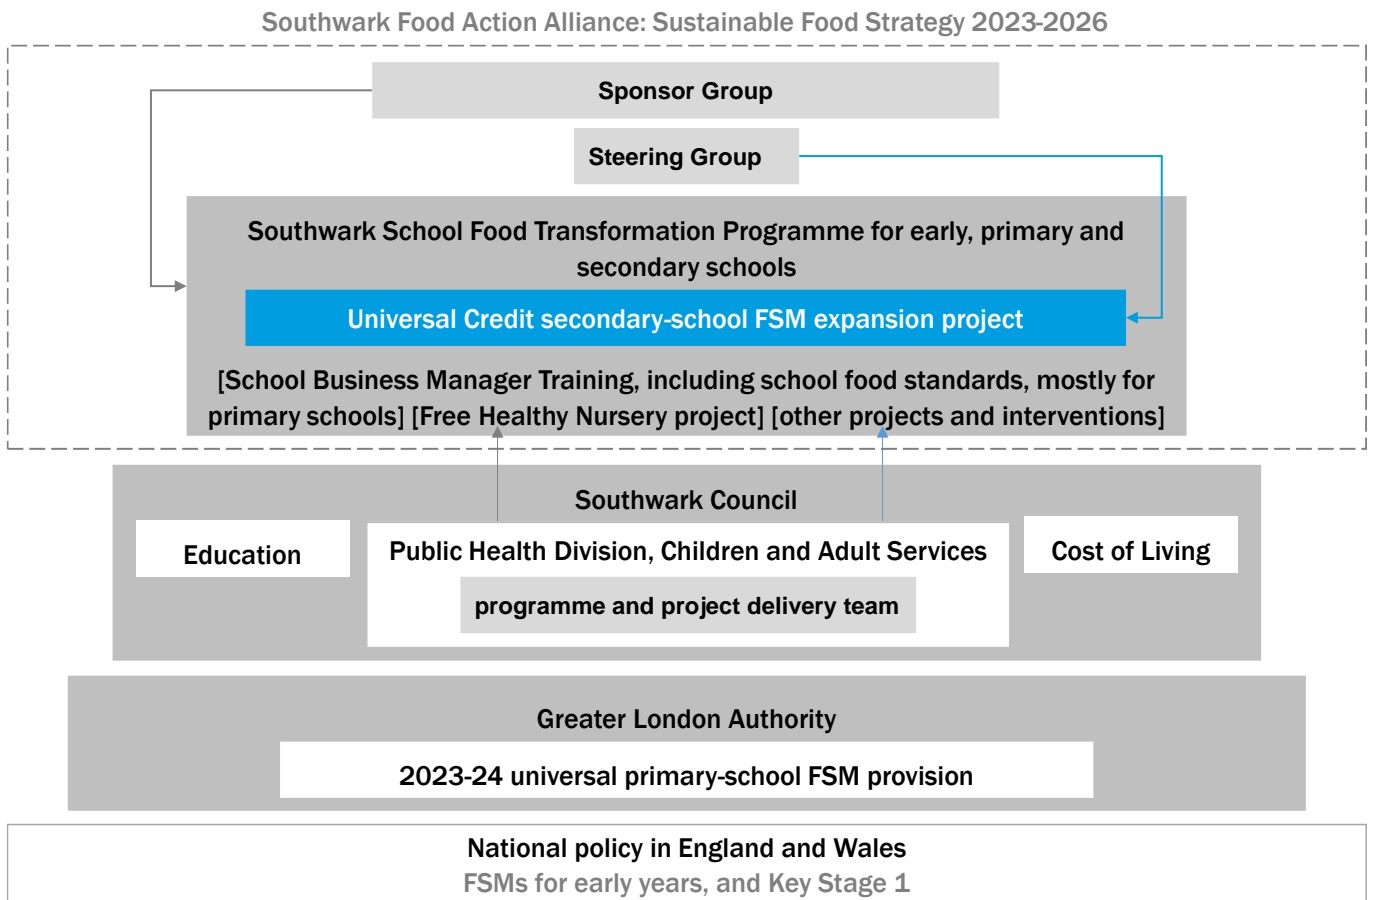 Southwark Food Action Alliance: Sustainable Food Strategy 2023-2026
Sponsor Group
Steering Group
Southwark School Food Transformation Programme for early, primary and
secondary schools
Universal Credit secondary-school FSM expansion project
[School Business Manager Training, including school food standards, mostly for
primary schools] [Free Healthy Nursery project] [other projects and interventions]
Southwark Council
Education
Public Health Division, Children and Adult Services
programme and project delivery team
Cost of Living
Greater London Authority
2023-24 universal primary-school FSM provision
National policy in England and Wales
FSMs for early years, and Key Stage 1